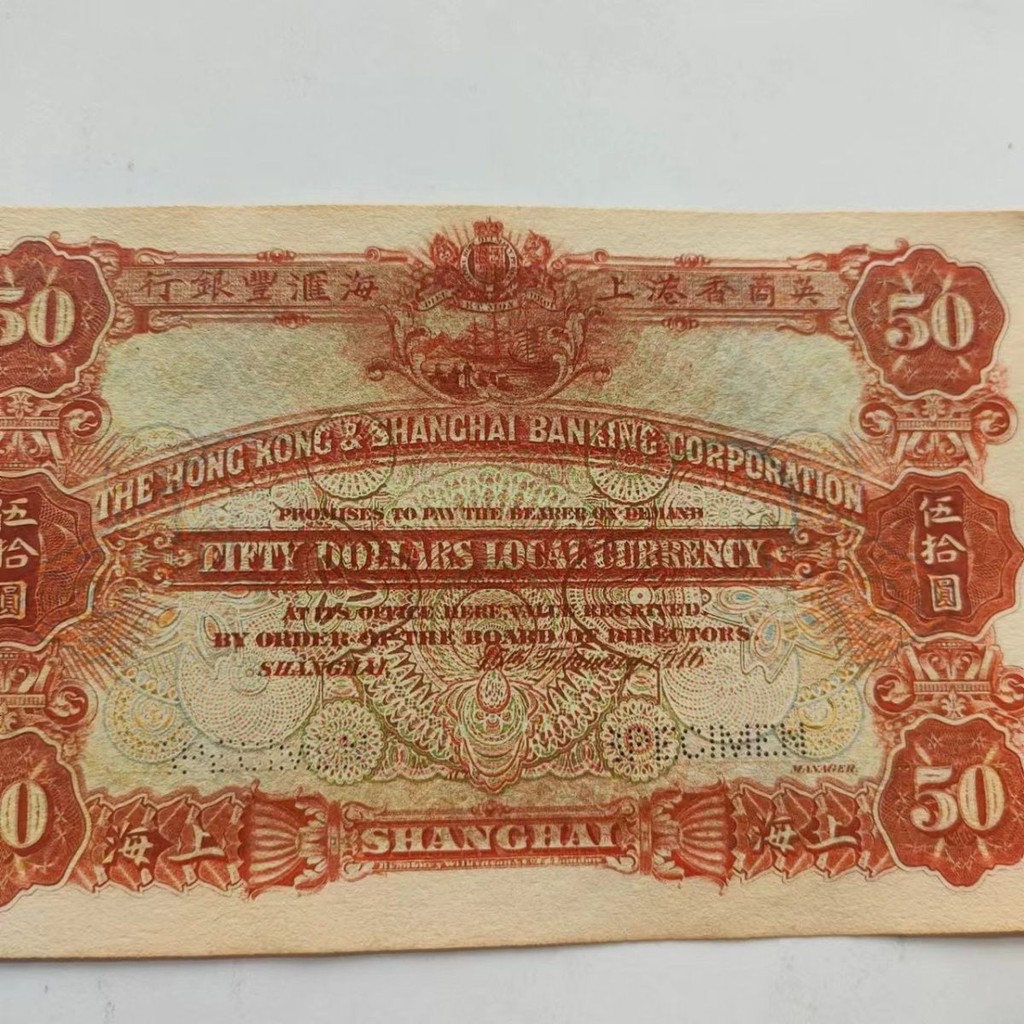 英商香港上海滙豐銀行
50
50
THE HONG KONG & SHANGHAI BANKING CORPORATION
PROMISES TO PAY THE BEARER ON DEMAND
FIFTY DOLLARS LOCAL CURRENCY
伍拾圓
伍拾圓
AT ITS OFFICE HERE VALUE RECEIVED.
BY ORDER OF THE BOARD OF DIRECTORS
SHANGHAI, February
SPECIMEN
MANAGER.
50
SHANGHAI
上海
上海